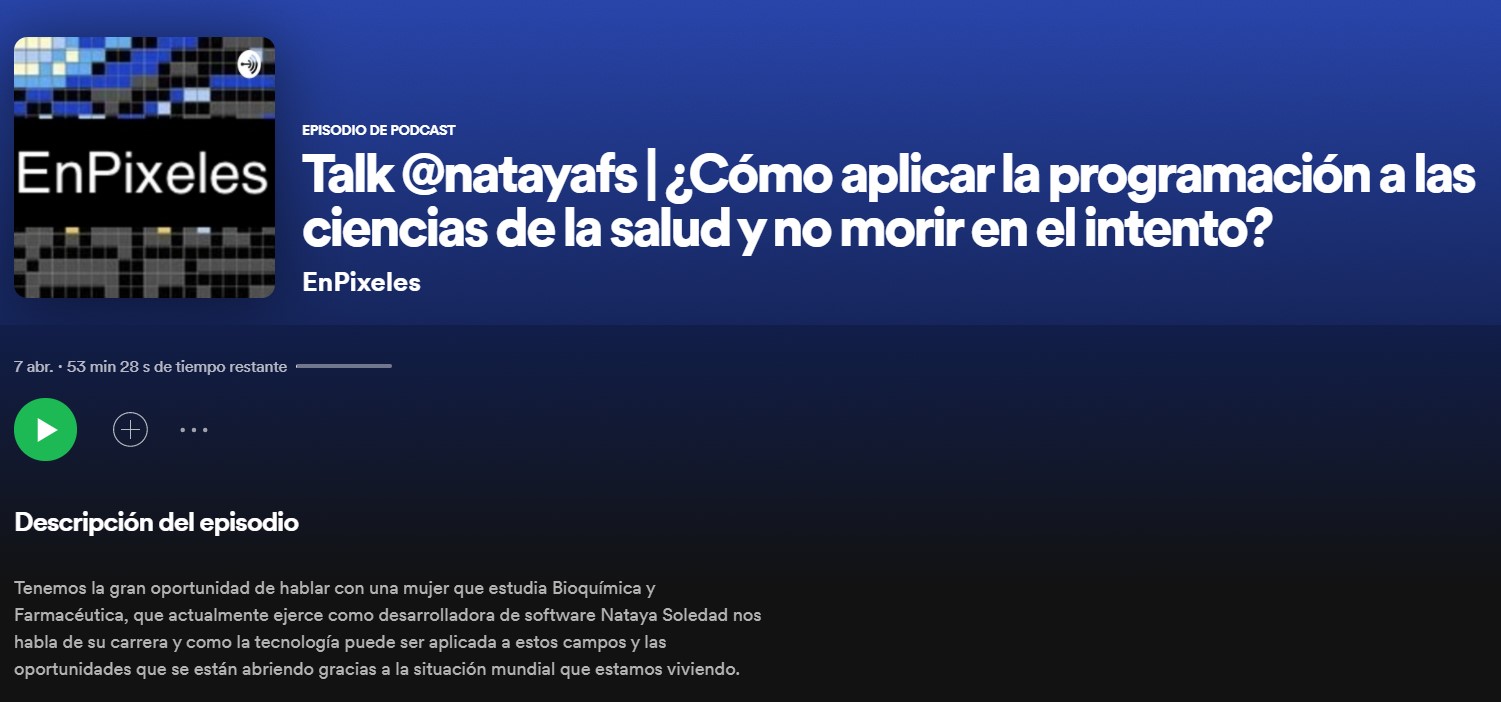 EnPixeles
EPISODIO DE PODCAST
Talk @natayafs | ¿Cómo aplicar la programación a las
ciencias de la salud y no morir en el intento?
EnPixeles
7 abr. · 53 min 28 s de tiempo restante
Descripción del episodio
Tenemos la gran oportunidad de hablar con una mujer que estudia Bioquímica y
Farmacéutica, que actualmente ejerce como desarrolladora de software Nataya Soledad nos
habla de su carrera y como la tecnología puede ser aplicada a estos campos y las
oportunidades que se están abriendo gracias a la situación mundial que estamos viviendo.